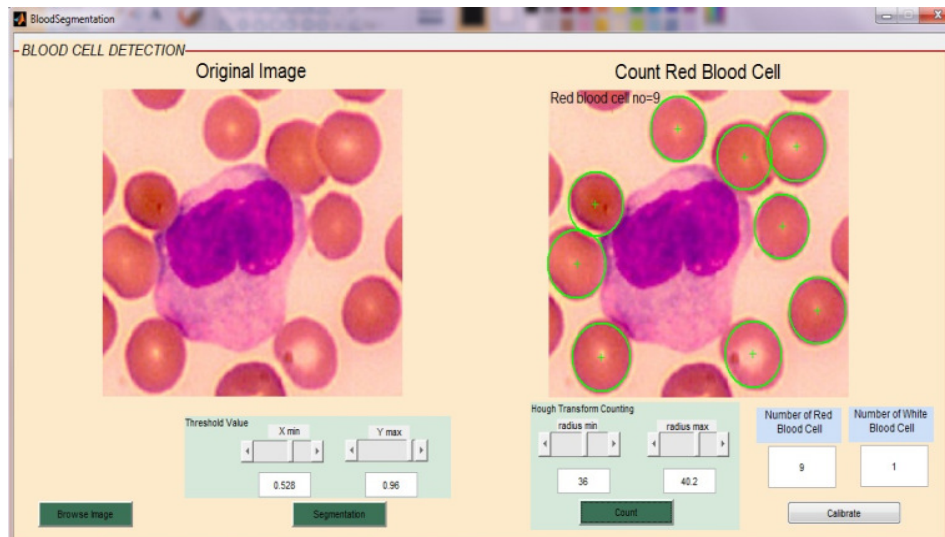 BloodSegmentation
BLOOD CELL DETECTION
Original Image
Count Red Blood Cell
Red blood cell no=9
Threshold Value
X min
Y max
0.528
0.96
Browse Image
Segmentation
Hough Transform Counting
radius min
radius max
36
40.2
Count
Number of Red
Blood Cell
Number of White
Blood Cell
9
1
Calibrate